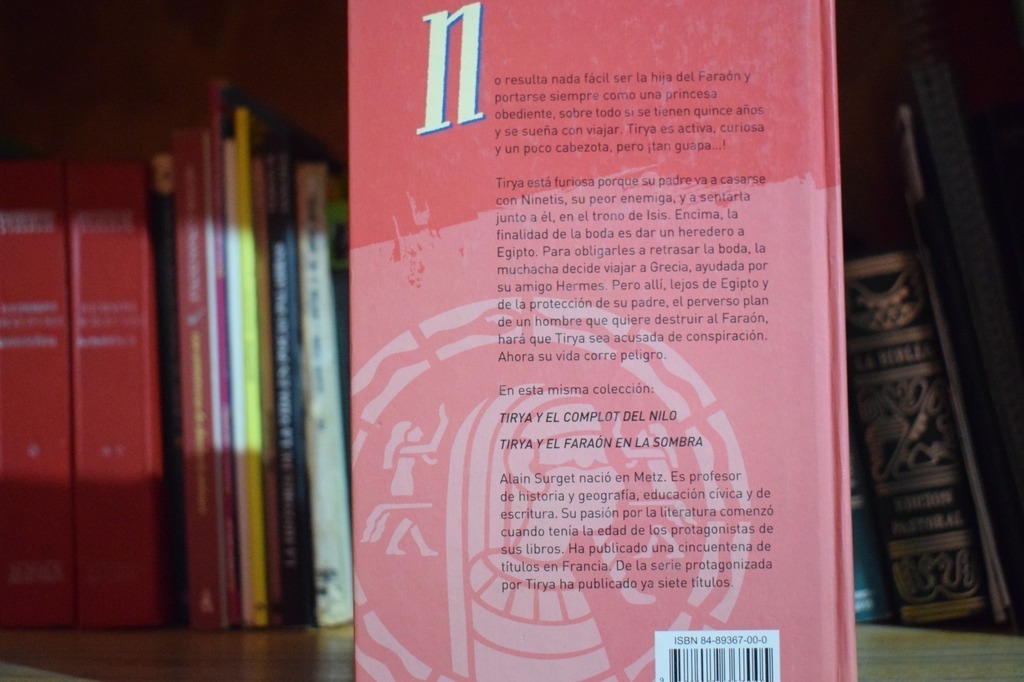 No resulta nada fácil ser la hija del Faraón y
portarse siempre como una princesa
obediente, sobre todo si se tienen quince años
y se sueña con viajar. Tirya es activa, curiosa
y un poco cabezota, pero ¡tan guapa...!
Tirya está furiosa porque su padre va a casarse
con Ninetis, su peor enemiga, y a sentarla
junto a él, en el trono de Isis. Encima, la
finalidad de la boda es dar un heredero a
Egipto. Para obligarles a retrasar la boda, la
muchacha decide viajar a Grecia, ayudada por
su amigo Hermes. Pero allí, lejos de Egipto y
de la protección de su padre, el perverso plan
de un hombre que quiere destruir al Faraón,
hará que Tirya sea acusada de conspiración.
Ahora su vida corre peligro.
En esta misma colección:
TIRYA Y EL COMPLOT DEL NILO
TIRYA Y EL FARAÓN EN LA SOMBRA
Alain Surget nació en Metz. Es profesor
de historia y geografía, educación cívica y de
escritura. Su pasión por la literatura comenzó
cuando tenía la edad de los protagonistas de
sus libros. Ha publicado una cincuentena de
títulos en Francia. De la serie protagonizada
por Tirya ha publicado ya siete títulos.
ISBN 84-89367-00-0
LA BIBLIA
EDICION
PASTORAL